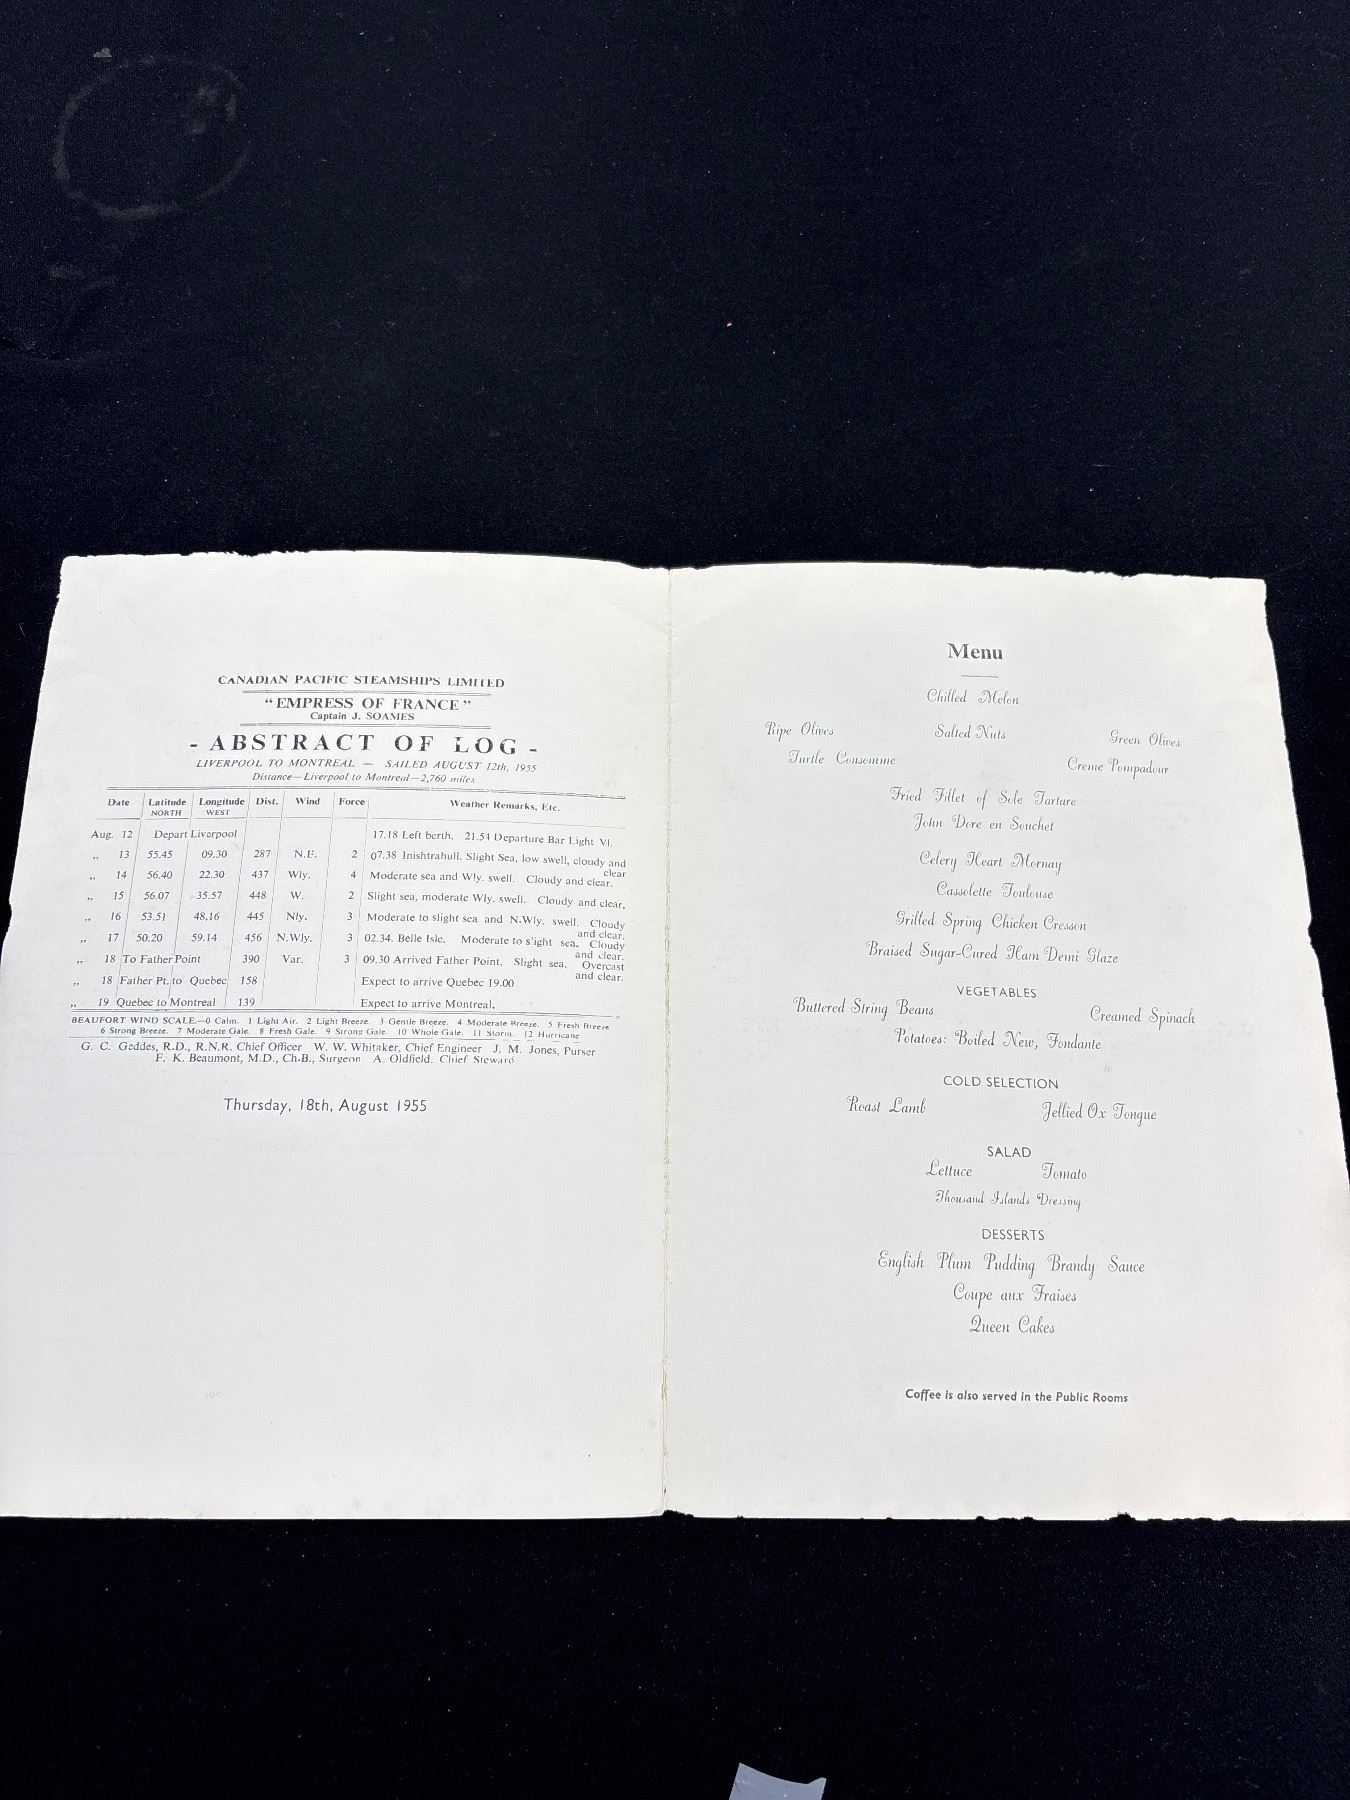 CANADIAN PACIFIC STEAMSHIPS LIMITED
"EMPRESS OF FRANCE"
Captain J. SOAMES
- ABSTRACT OF LOG -
LIVERPOOL TO MONTREAL — SAILED AUGUST 12th, 1955
Distance—Liverpool to Montreal—2,760 miles
Date Latitude NORTH Longitude WEST Dist. Wind Force Weather Remarks, Etc.
Aug. 12 Depart Liverpool 17.18 Left berth. 21.54 Departure Bar Light Vl.
,, 13 55.45 09.30 287 N.E. 2 07.38 Inishtrahull. Slight Sea, low swell, cloudy and clear
,, 14 56.40 22.30 437 Wly. 4 Moderate sea and Wly. swell. Cloudy and clear.
,, 15 56.07 35.57 448 W. 2 Slight sea, moderate Wly. swell. Cloudy and clear.
,, 16 53.51 48.16 445 Nly. 3 Moderate to slight sea and N.Wly. swell. Cloudy and clear.
,, 17 50.20 59.14 456 N.Wly. 3 02.34. Belle Isle. Moderate to slight sea. Cloudy and clear.
,, 18 To Father Point 390 Var. 3 09.30 Arrived Father Point. Slight sea. Overcast and clear.
,, 18 Father Pt. to Quebec 158 Expect to arrive Quebec 19.00
,, 19 Quebec to Montreal 139 Expect to arrive Montreal.
BEAUFORT WIND SCALE.—0 Calm. 1 Light Air. 2 Light Breeze. 3 Gentle Breeze. 4 Moderate Breeze. 5 Fresh Breeze
6 Strong Breeze. 7 Moderate Gale. 8 Fresh Gale. 9 Strong Gale. 10 Whole Gale. 11 Storm. 12 Hurricane
G. C. Geddes, R.D., R.N.R. Chief Officer W. W. Whitaker, Chief Engineer J. M. Jones, Purser
F. K. Beaumont, M.D., Ch.B., Surgeon A. Oldfield. Chief Steward
Thursday, 18th, August 1955
Menu
Chilled Melon
Ripe Olives Salted Nuts Green Olives
Turtle Consomme Creme Pompadour
Fried Fillet of Sole Tartare
John Dore en Souchet
Celery Heart Mornay
Cassolette Toulouse
Grilled Spring Chicken Cresson
Braised Sugar-Cured Ham Demi Glaze
VEGETABLES
Buttered String Beans Creamed Spinach
Potatoes: Boiled New, Fondante
COLD SELECTION
Roast Lamb Jellied Ox Tongue
SALAD
Lettuce Tomato
Thousand Islands Dressing
DESSERTS
English Plum Pudding Brandy Sauce
Coupe aux Fraises
Queen Cakes
Coffee is also served in the Public Rooms